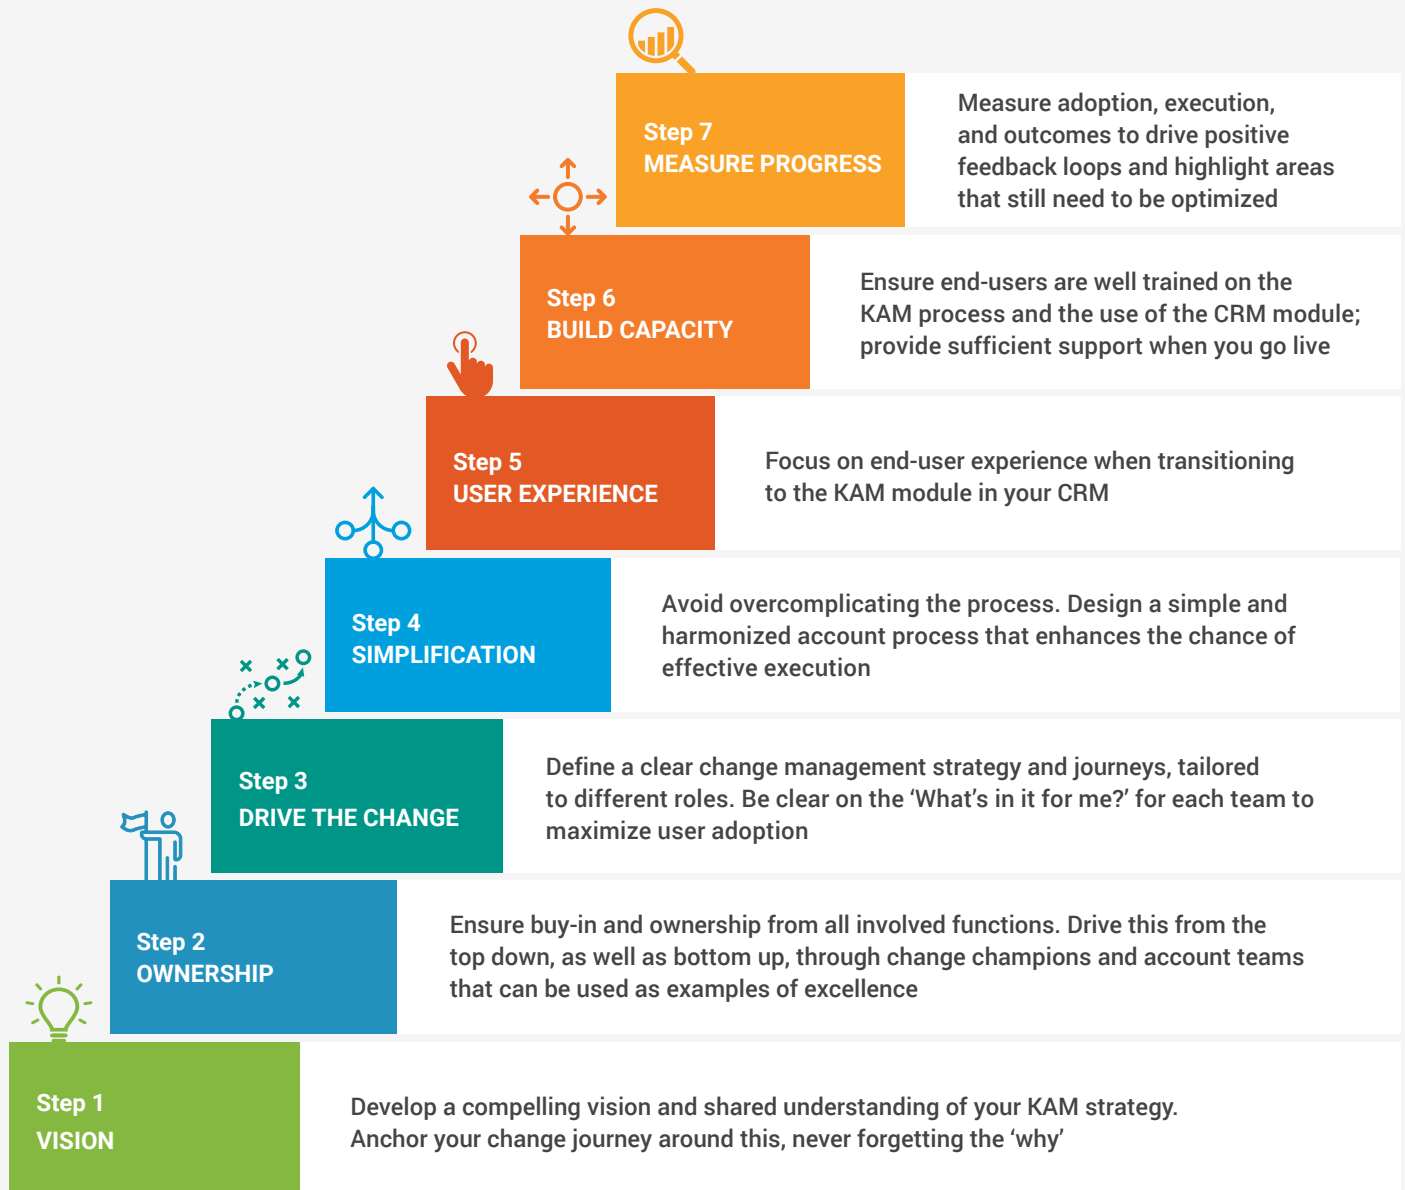 Step 7
MEASURE PROGRESS
Measure adoption, execution,
and outcomes to drive positive
feedback loops and highlight areas
that still need to be optimized
Step 6
BUILD CAPACITY
Ensure end-users are well trained on the
KAM process and the use of the CRM module;
provide sufficient support when you go live
Step 5
USER EXPERIENCE
Focus on end-user experience when transitioning
to the KAM module in your CRM
Step 4
SIMPLIFICATION
Avoid overcomplicating the process. Design a simple and
harmonized account process that enhances the chance of
effective execution
Step 3
DRIVE THE CHANGE
Define a clear change management strategy and journeys, tailored
to different roles. Be clear on the ‘What’s in it for me?’ for each team to
maximize user adoption
Step 2
OWNERSHIP
Ensure buy-in and ownership from all involved functions. Drive this from the
top down, as well as bottom up, through change champions and account teams
that can be used as examples of excellence
Step 1
VISION
Develop a compelling vision and shared understanding of your KAM strategy.
Anchor your change journey around this, never forgetting the ‘why’